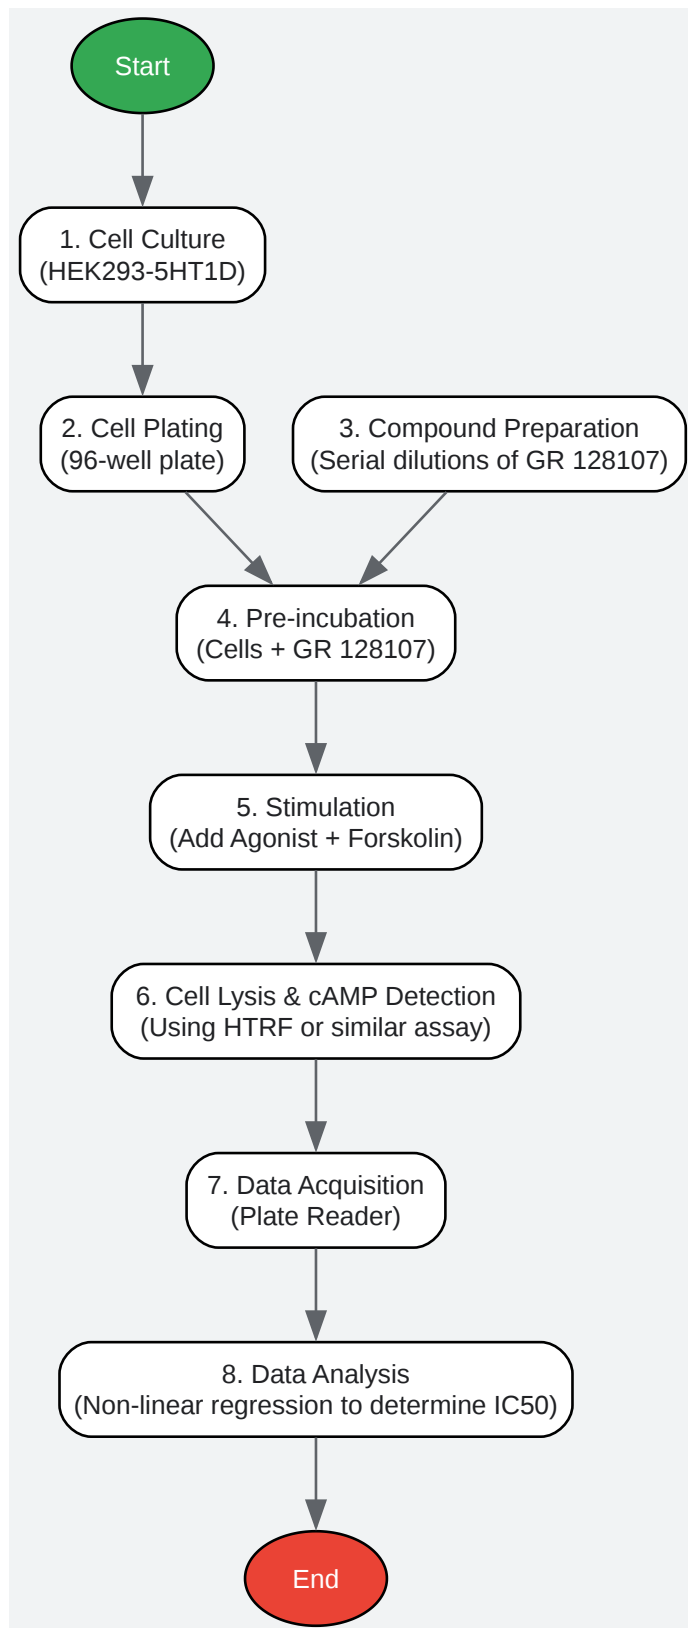 Start
1. Cell Culture
(HEK293-5HT1D)
2. Cell Plating
(96-well plate)
3. Compound Preparation
(Serial dilutions of GR 128107)
4. Pre-incubation
(Cells + GR 128107)
5. Stimulation
(Add Agonist + Forskolin)
6. Cell Lysis & cAMP Detection
(Using HTRF or similar assay)
7. Data Acquisition
(Plate Reader)
8. Data Analysis
(Non-linear regression to determine IC50)
End